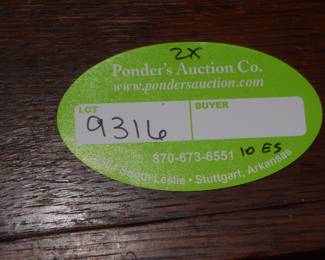 2X
Ponder's Auction Co.
www.pondersauction.com
LOT
BUYER
9316
870-673-6551
10 ES
South Leslie • Stuttgart, Arkansas